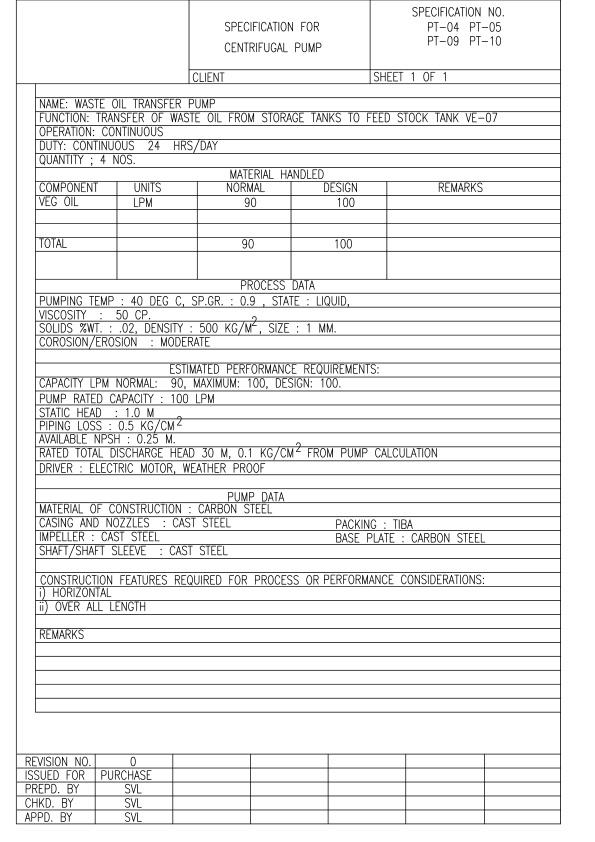 SPECIFICATION FOR
CENTRIFUGAL PUMP
SPECIFICATION NO.
PT-04 PT-05
PT-09 PT-10
CLIENT SHEET 1 OF 1
NAME: WASTE OIL TRANSFER PUMP
FUNCTION: TRANSFER OF WASTE OIL FROM STORAGE TANKS TO FEED STOCK TANK VE-07
OPERATION: CONTINUOUS
DUTY: CONTINUOUS 24 HRS/DAY
QUANTITY ; 4 NOS.
MATERIAL HANDLED
COMPONENT UNITS NORMAL DESIGN REMARKS
VEG OIL LPM 90 100
TOTAL 90 100
PROCESS DATA
PUMPING TEMP : 40 DEG C, SP.GR. : 0.9 , STATE : LIQUID,
VISCOSITY : 50 CP.
SOLIDS %WT. : .02, DENSITY : 500 KG/M², SIZE : 1 MM.
COROSION/EROSION : MODERATE
ESTIMATED PERFORMANCE REQUIREMENTS:
CAPACITY LPM NORMAL: 90, MAXIMUM: 100, DESIGN: 100.
PUMP RATED CAPACITY : 100 LPM
STATIC HEAD : 1.0 M
PIPING LOSS : 0.5 KG/CM²
AVAILABLE NPSH : 0.25 M.
RATED TOTAL DISCHARGE HEAD 30 M, 0.1 KG/CM² FROM PUMP CALCULATION
DRIVER : ELECTRIC MOTOR, WEATHER PROOF
PUMP DATA
MATERIAL OF CONSTRUCTION : CARBON STEEL
CASING AND NOZZLES : CAST STEEL PACKING : TIBA
IMPELLER : CAST STEEL BASE PLATE : CARBON STEEL
SHAFT/SHAFT SLEEVE : CAST STEEL
CONSTRUCTION FEATURES REQUIRED FOR PROCESS OR PERFORMANCE CONSIDERATIONS:
i) HORIZONTAL
ii) OVER ALL LENGTH
REMARKS
REVISION NO. 0
ISSUED FOR PURCHASE
PREPD. BY SVL
CHKD. BY SVL
APPD. BY SVL